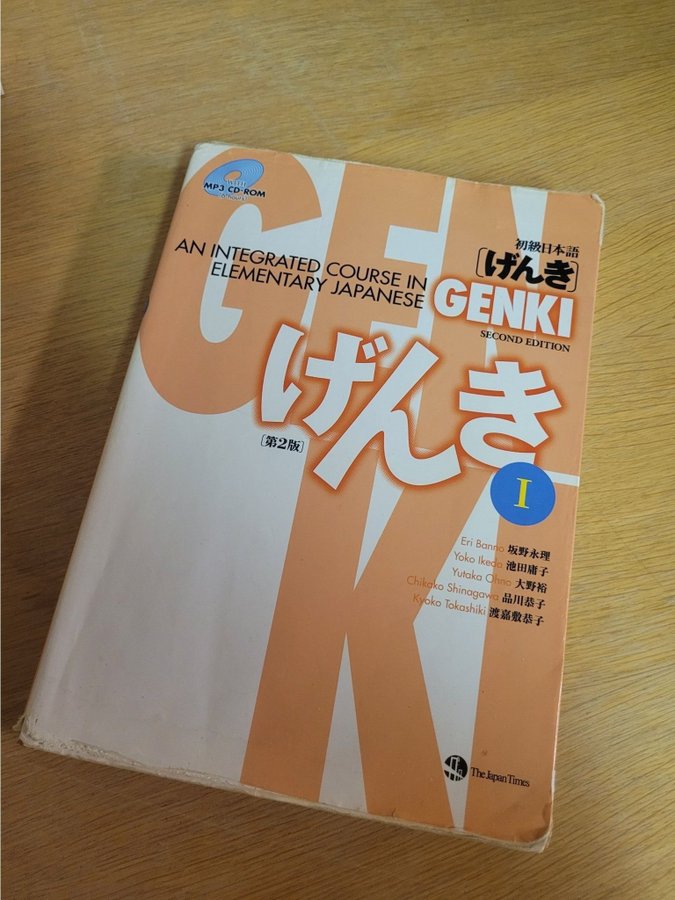 WITH
MP3 CD-ROM
AN INTEGRATED COURSE IN
ELEMENTARY JAPANESE
GEN
KI
初級日本語
[げんき]
GENKI
SECOND EDITION
げんき
[第2版]
I
Eri Banno 坂野永理
Yoko Ikeda 池田庸子
Yutaka Ohno 大野裕
Chikako Shinagawa 品川恭子
Kyoko Tokashiki 渡嘉敷恭子
The Japan Times